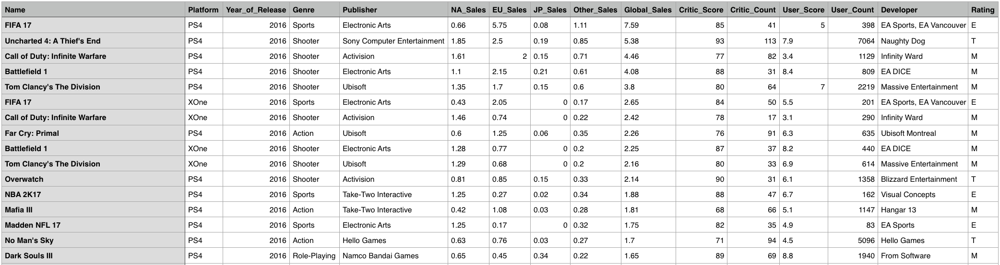 Name Platform Year_of_Release Genre Publisher NA_Sales EU_Sales JP_Sales Other_Sales Global_Sales Critic_Score Critic_Count User_Score User_Count Developer Rating
FIFA 17 PS4 2016 Sports Electronic Arts 0.66 5.75 0.08 1.11 7.59 85 41 5 398 EA Sports, EA Vancouver E
Uncharted 4: A Thief's End PS4 2016 Shooter Sony Computer Entertainment 1.85 2.5 0.19 0.85 5.38 93 113 7.9 7064 Naughty Dog T
Call of Duty: Infinite Warfare PS4 2016 Shooter Activision 1.61 2 0.15 0.71 4.46 77 82 3.4 1129 Infinity Ward M
Battlefield 1 PS4 2016 Shooter Electronic Arts 1.1 2.15 0.21 0.61 4.08 88 31 8.4 809 EA DICE M
Tom Clancy's The Division PS4 2016 Shooter Ubisoft 1.35 1.7 0.15 0.6 3.8 80 64 7 2219 Massive Entertainment M
FIFA 17 XOne 2016 Sports Electronic Arts 0.43 2.05 0 0.17 2.65 84 50 5.5 201 EA Sports, EA Vancouver E
Call of Duty: Infinite Warfare XOne 2016 Shooter Activision 1.46 0.74 0 0.22 2.42 78 17 3.1 290 Infinity Ward M
Far Cry: Primal PS4 2016 Action Ubisoft 0.6 1.25 0.06 0.35 2.26 76 91 6.3 635 Ubisoft Montreal M
Battlefield 1 XOne 2016 Shooter Electronic Arts 1.28 0.77 0 0.2 2.25 87 37 8.2 440 EA DICE M
Tom Clancy's The Division XOne 2016 Shooter Ubisoft 1.29 0.68 0 0.2 2.16 80 33 6.9 614 Massive Entertainment M
Overwatch PS4 2016 Shooter Activision 0.81 0.85 0.15 0.33 2.14 90 31 6.1 1358 Blizzard Entertainment T
NBA 2K17 PS4 2016 Sports Take-Two Interactive 1.25 0.27 0.02 0.34 1.88 88 47 6.7 162 Visual Concepts E
Mafia III PS4 2016 Action Take-Two Interactive 0.42 1.08 0.03 0.28 1.81 68 66 5.1 1147 Hangar 13 M
Madden NFL 17 PS4 2016 Sports Electronic Arts 1.25 0.17 0 0.32 1.75 82 35 4.9 83 EA Sports E
No Man's Sky PS4 2016 Action Hello Games 0.63 0.76 0.03 0.27 1.7 71 94 4.5 5096 Hello Games T
Dark Souls III PS4 2016 Role-Playing Namco Bandai Games 0.65 0.45 0.34 0.22 1.65 89 69 8.8 1940 From Software M